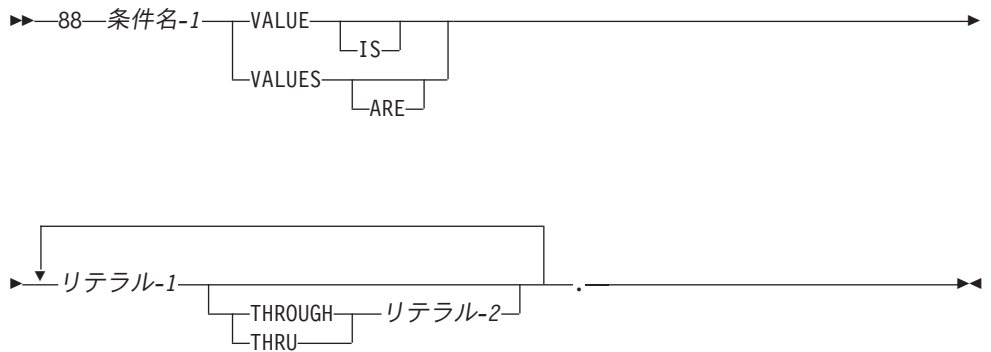 88 条件名-1 VALUE
IS
VALUES
ARE
リテラル-1 .
THROUGH リテラル-2
THRU